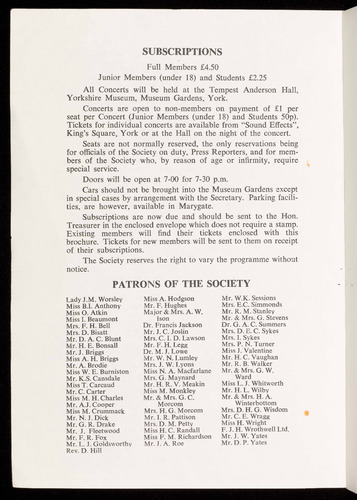 SUBSCRIPTIONS
Full Members £4.50
Junior Members (under 18) and Students £2.25
All Concerts will be held at the Tempest Anderson Hall,
Yorkshire Museum, Museum Gardens, York.
Concerts are open to non-members on payment of £1 per
seat per Concert (Junior Members (under 18) and Students 50p).
Tickets for individual concerts are available from "Sound Effects",
King's Square, York or at the Hall on the night of the concert.
Seats are not normally reserved, the only reservations being
for officials of the Society on duty, Press Reporters, and for mem-
bers of the Society who, by reason of age or infirmity, require
special service.
Doors will be open at 7-00 for 7-30 p.m.
Cars should not be brought into the Museum Gardens except
in special cases by arrangement with the Secretary. Parking facili-
ties, are however, available in Marygate.
Subscriptions are now due and should be sent to the Hon.
Treasurer in the enclosed envelope which does not require a stamp.
Existing members will find their tickets enclosed with this
brochure. Tickets for new members will be sent to them on receipt
of their subscriptions.
The Society reserves the right to vary the programme without
notice.
PATRONS OF THE SOCIETY
Lady J.M. Worsley
Miss B.I. Anthony
Miss O. Atkin
Miss I. Beaumont
Mrs. F. H. Bell
Mrs. D. Bisatt
Mr. D. A. C. Blunt
Mr. H. E. Bonsall
Mr. J. Briggs
Miss A. H. Briggs
Mr. A. Brodie
Miss W. E. Burniston
Mr. K.S. Cansdale
Miss T. Carcaud
Mr. C. Carter
Miss M. H. Charles
Mr. A.J. Cooper
Miss M. Crummack
Mr. N. J. Dick
Mr. G. R. Drake
Mr. J. Fleetwood
Mr. F. R. Fox
Mr. L. J. Goldsworthy
Rev. D. Hill
Miss A. Hodgson
Mr. F. Hughes
Major & Mrs. A. W.
Ison
Dr. Francis Jackson
Mr. J. C. Joslin
Mrs. C. I. D. Lawson
Mr. F. H. Legg
Dr. M. J. Lowe
Mr. W. N. Lumley
Mrs. J. W. Lyons
Miss N. A. Macfarlane
Mrs. G. Maynard
Mr. H. R. V. Meakin
Miss M. Monkley
Mr. & Mrs. G. C.
Morcom
Mrs. H. G. Morcom
Mr. I. R. Pattison
Mrs. D. M. Petty
Miss H. C. Randall
Miss F. M. Richardson
Mr. J. A. Roe
Mr. W.K. Sessions
Mrs. E.C. Simmonds
Mr. R. M. Stanley
Mr. & Mrs. G. Stevens
Dr. G. A. C. Summers
Mrs. D. E. C. Sykes
Mrs. I. Sykes
Mrs. P. N. Turner
Miss J. Valentine
Mr. H. C. Vaughan
Mr. R. B. Walker
Mr. & Mrs. G. W.
Ward
Miss L. J. Whitworth
Mr. H. L. Wilby
Mr. & Mrs. H. A.
Winterbottom
Mrs. D. H. G. Wisdom
Mr. C. E. Wragg
Miss H. Wright
F. J. H. Wrothwell Ltd,
Mr. J. W. Yates
Mr. D. P. Yates